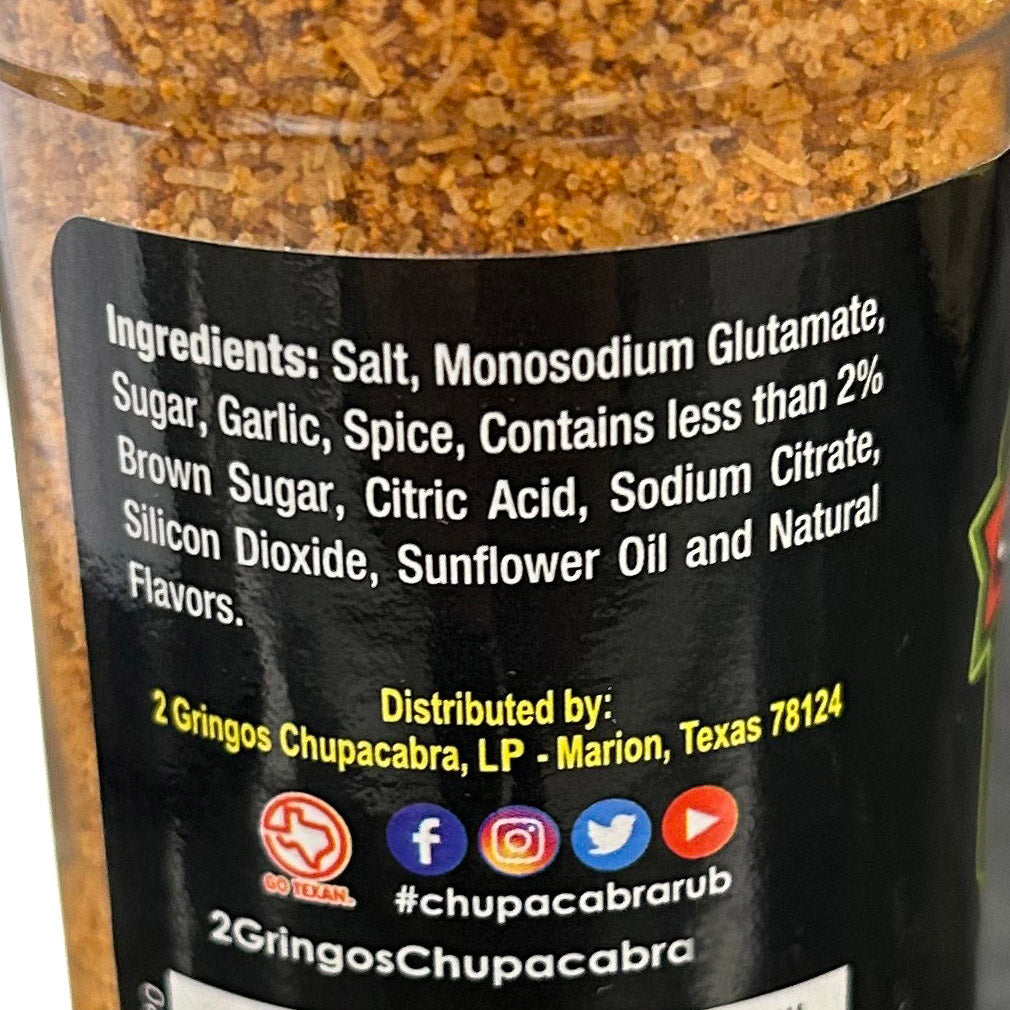 Ingredients: Salt, Monosodium Glutamate,
Sugar, Garlic, Spice, Contains less than 2%
Brown Sugar, Citric Acid, Sodium Citrate,
Silicon Dioxide, Sunflower Oil and Natural
Flavors.
Distributed by:
2 Gringos Chupacabra, LP - Marion, Texas 78124
GO TEXAN.
#chupacabrarub
2GringosChupacabra